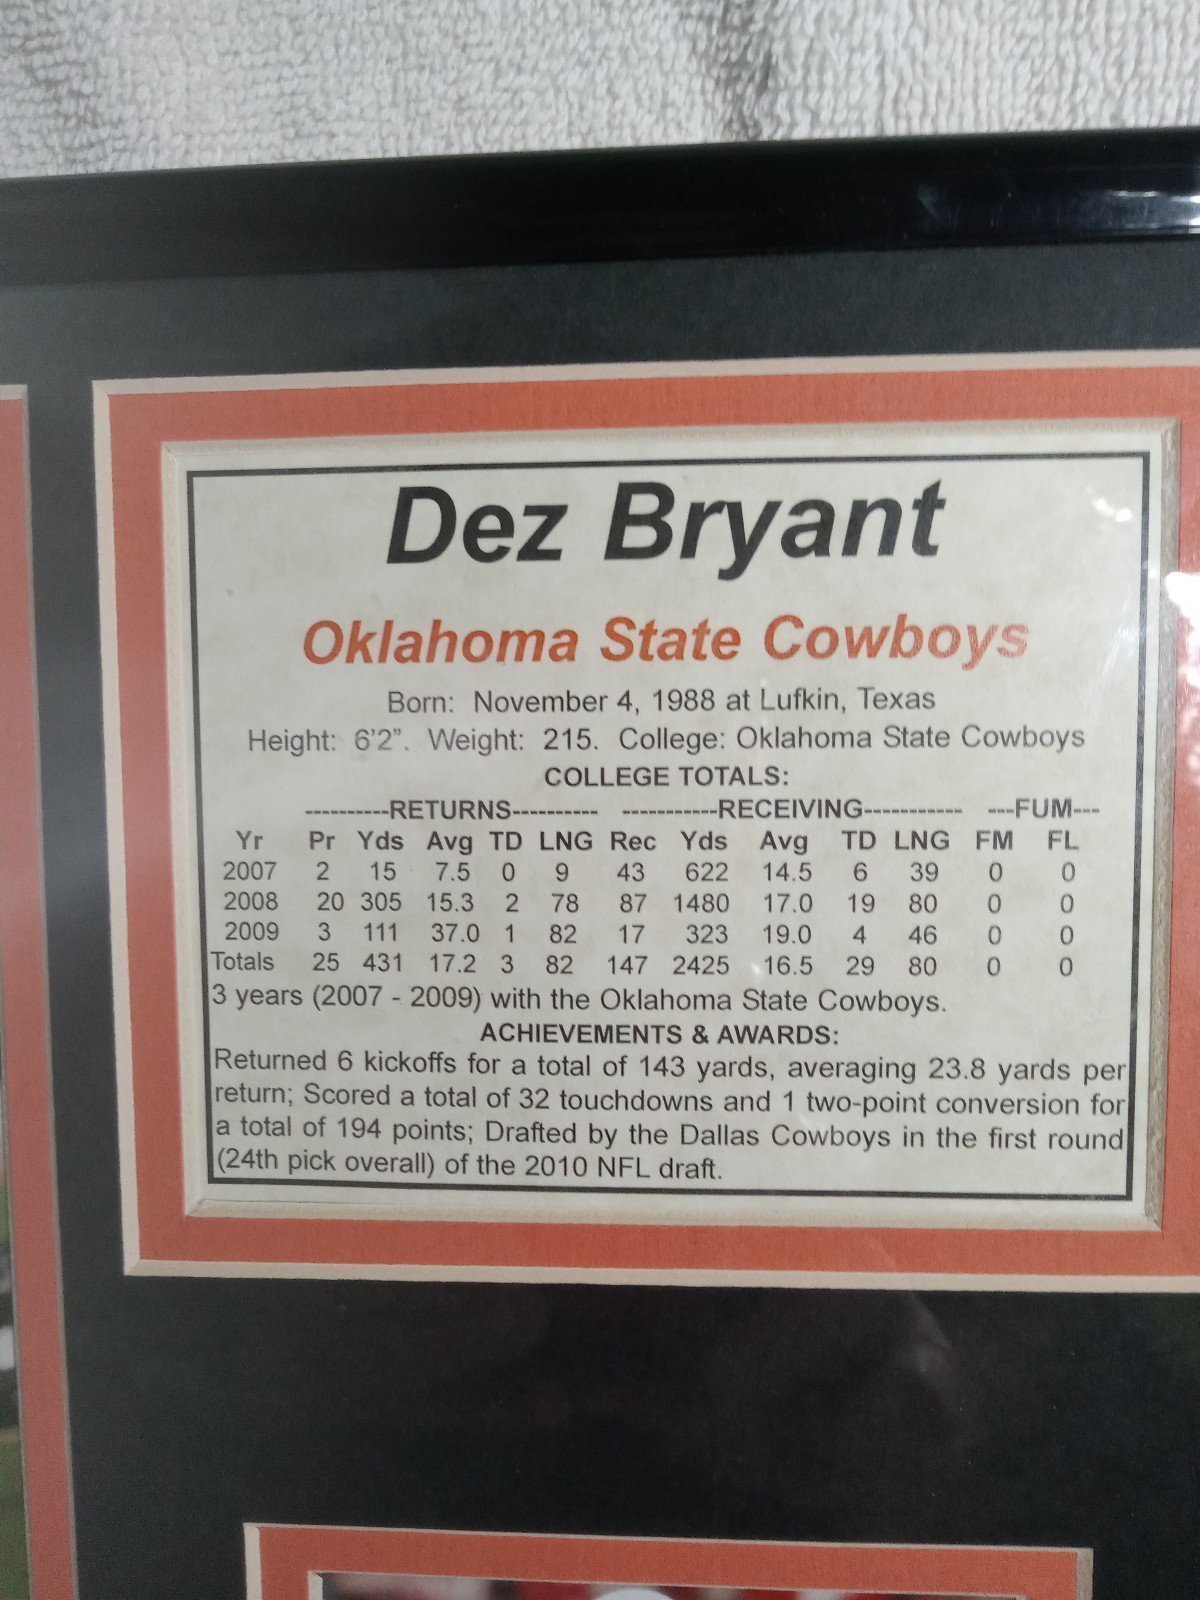 Dez Bryant
Oklahoma State Cowboys
Born: November 4, 1988 at Lufkin, Texas
Height: 6'2". Weight: 215. College: Oklahoma State Cowboys
COLLEGE TOTALS:
----------RETURNS---------- -----------RECEIVING----------- ---FUM---
Yr Pr Yds Avg TD LNG Rec Yds Avg TD LNG FM FL
2007 2 15 7.5 0 9 43 622 14.5 6 39 0 0
2008 20 305 15.3 2 78 87 1480 17.0 19 80 0 0
2009 3 111 37.0 1 82 17 323 19.0 4 46 0 0
Totals 25 431 17.2 3 82 147 2425 16.5 29 80 0 0
3 years (2007 - 2009) with the Oklahoma State Cowboys.
ACHIEVEMENTS & AWARDS:
Returned 6 kickoffs for a total of 143 yards, averaging 23.8 yards per
return; Scored a total of 32 touchdowns and 1 two-point conversion for
a total of 194 points; Drafted by the Dallas Cowboys in the first round
(24th pick overall) of the 2010 NFL draft.